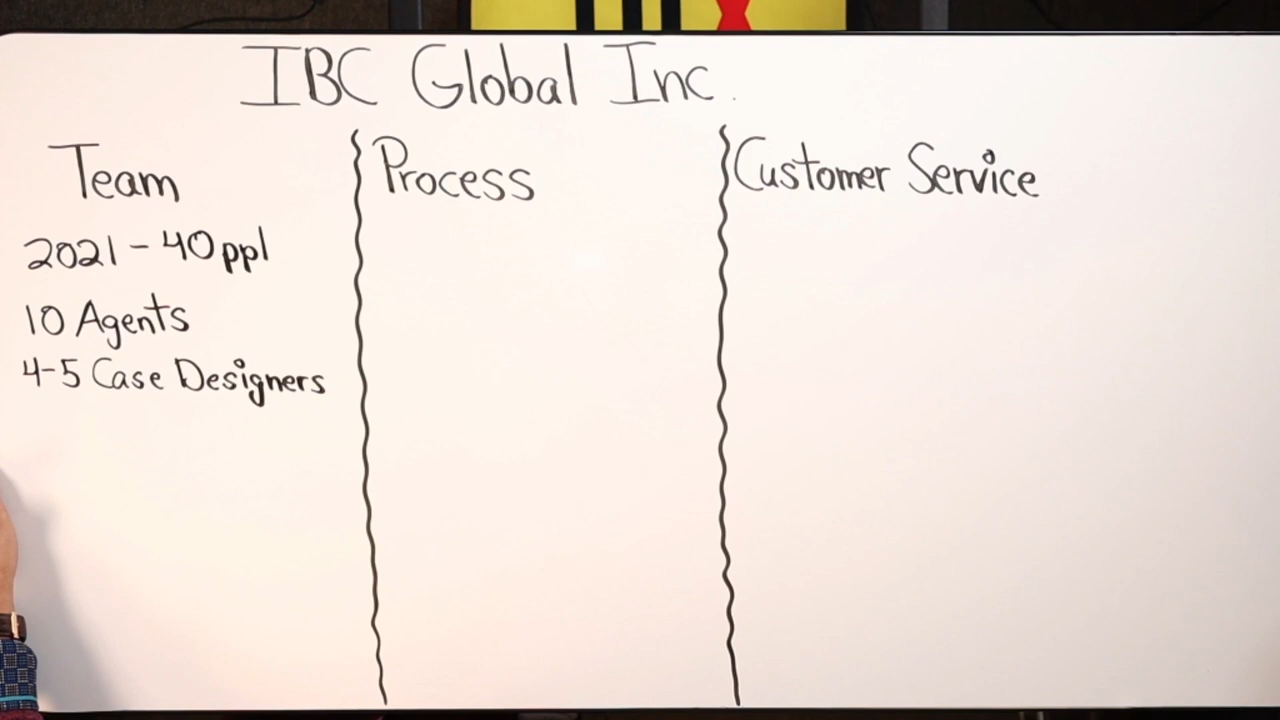 IBC Global Inc.
Team
2021 - 40 ppl
10 Agents
4-5 Case Designers
Process
Customer Service